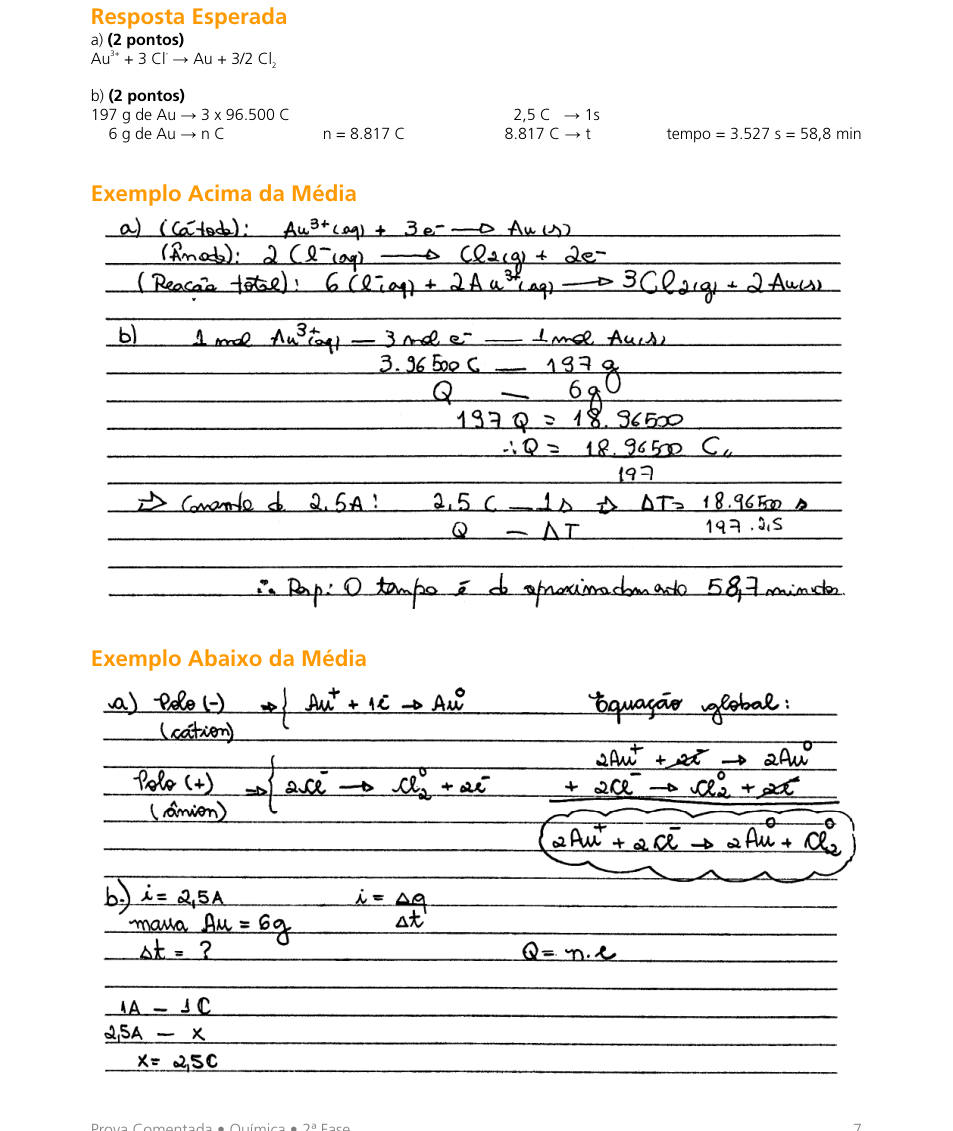 Resposta Esperada
a) (2 pontos)
Au³⁺ + 3 Cl⁻ → Au + 3/2 Cl₂
b) (2 pontos)
197 g de Au → 3 x 96.500 C 2,5 C → 1s
6 g de Au → n C n = 8.817 C 8.817 C → t tempo = 3.527 s = 58,8 min
Exemplo Acima da Média
a) (Cátodo): Au³⁺(aq) + 3e⁻ → Au(s)
(Ânodo): 2Cl⁻(aq) → Cl₂(g) + 2e⁻
(Reação total): 6Cl⁻(aq) + 2Au³⁺(aq) → 3Cl₂(g) + 2Au(s)
b) 1 mol Au³⁺(aq) — 3 mol e⁻ — 1 mol Au(s)
3.96500 C — 197 g
Q — 6g
197 Q = 18.96500
∴ Q = 18.96500 C,,
197
⇒ Corrente de 2,5A: 2,5 C — 1s ⇒ ΔT = 18.96500 s
Q — ΔT 197.2,5
∴ Resp: O tempo é de aproximadamente 58,7 minutos.
Exemplo Abaixo da Média
a) Polo (-) ⇒ { Au⁺ + 1e⁻ → Au⁰ Equação global:
(cátion)
2Au⁺ + 2e⁻ → 2Au⁰
Polo (+) ⇒ { 2Cl⁻ → Cl₂⁰ + 2e⁻ + 2Cl⁻ → Cl₂⁰ + 2e⁻
(ânion)
2Au⁺ + 2Cl⁻ → 2Au⁰ + Cl₂⁰
b.) i = 2,5A i = Δq
massa Au = 6g Δt
Δt = ? Q = n.e
1A — 1C
2,5A — x
x = 2,5C
Prova Comentada • Química • 2ª Fase 7